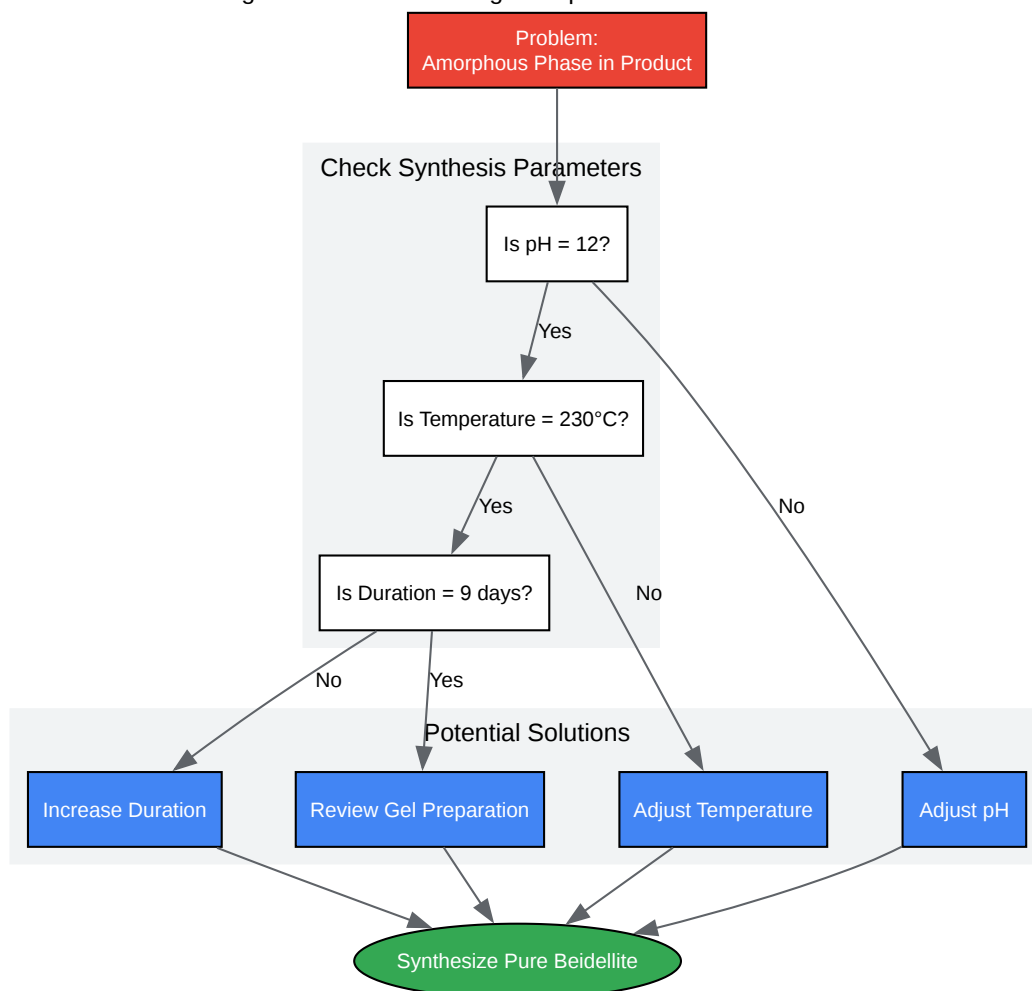 Problem:
Amorphous Phase in Product
Check Synthesis Parameters
Is pH = 12?
Yes
Is Temperature = 230°C?
Yes
No
Is Duration = 9 days?
No
No
Yes
Potential Solutions
Increase Duration
Review Gel Preparation
Adjust Temperature
Adjust pH
Synthesize Pure Beidellite